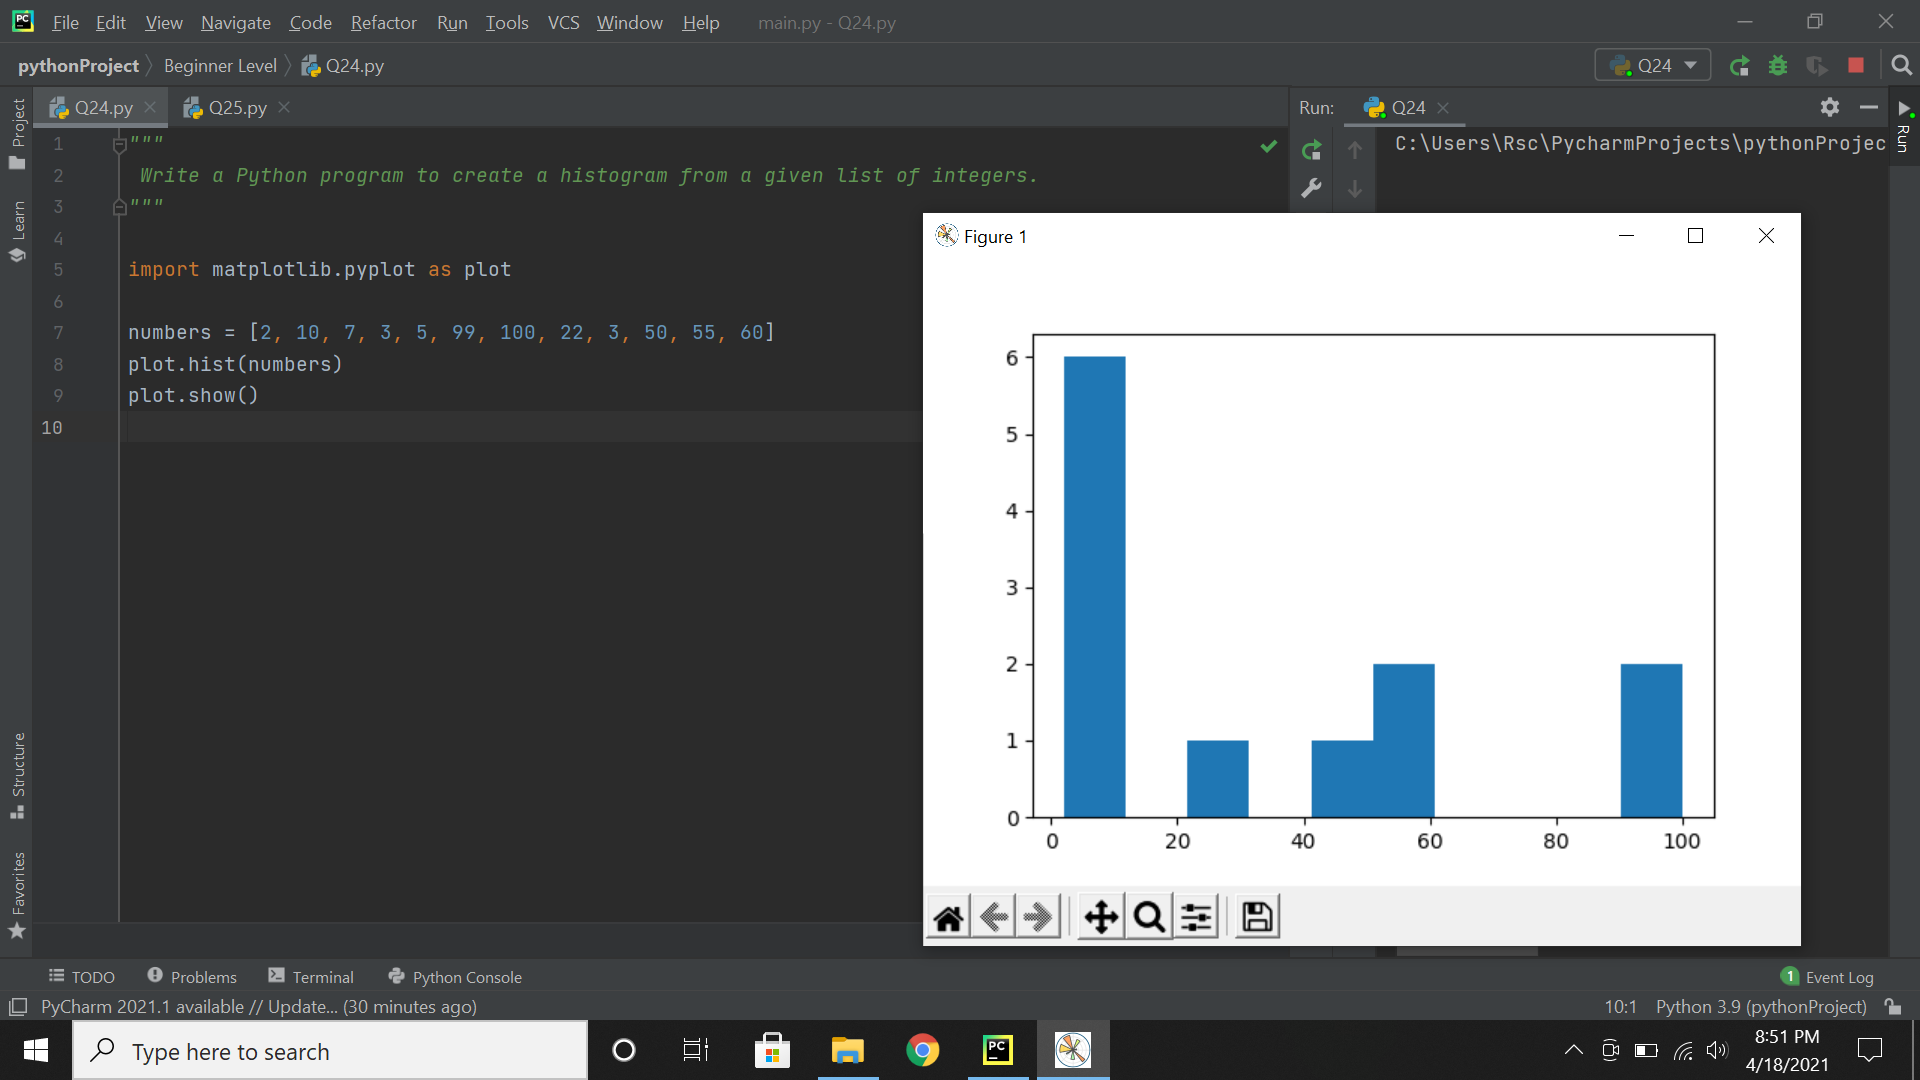 File Edit View Navigate Code Refactor Run Tools VCS Window Help main.py - Q24.py
pythonProject Beginner Level Q24.py Q24
Q24.py Q25.py Run: Q24
Project
Learn
Structure
Favorites
Run
1 """
2 Write a Python program to create a histogram from a given list of integers.
3 """
4
5 import matplotlib.pyplot as plot
6
7 numbers = [2, 10, 7, 3, 5, 99, 100, 22, 3, 50, 55, 60]
8 plot.hist(numbers)
9 plot.show()
10
C:\Users\Rsc\PycharmProjects\pythonProjec
Figure 1
6
5
4
3
2
1
0
0 20 40 60 80 100
TODO Problems Terminal Python Console 1 Event Log
PyCharm 2021.1 available // Update... (30 minutes ago) 10:1 Python 3.9 (pythonProject)
Type here to search PC 8:51 PM
4/18/2021